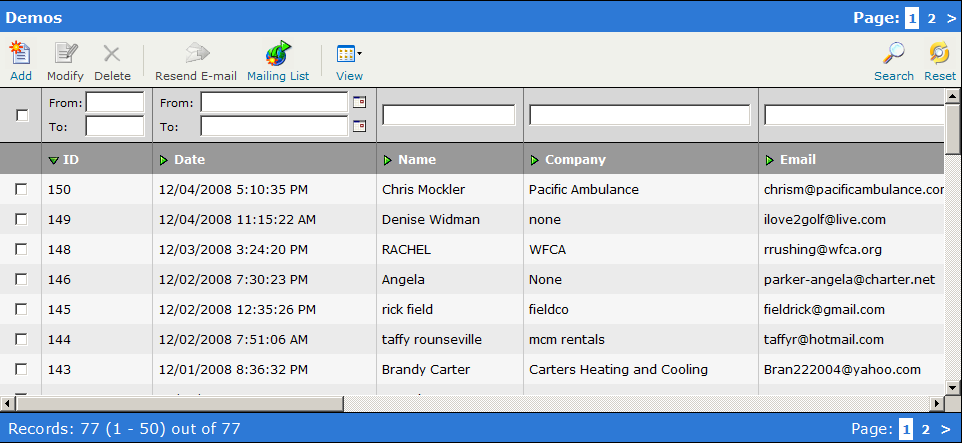 Demos Page: 1 2 >
Add Modify Delete Resend E-mail Mailing List View Search Reset
From: From:
To: To:
ID Date Name Company Email
150 12/04/2008 5:10:35 PM Chris Mockler Pacific Ambulance chrism@pacificambulance.com
149 12/04/2008 11:15:22 AM Denise Widman none ilove2golf@live.com
148 12/03/2008 3:24:20 PM RACHEL WFCA rrushing@wfca.org
146 12/02/2008 7:30:23 PM Angela None parker-angela@charter.net
145 12/02/2008 12:35:26 PM rick field fieldco fieldrick@gmail.com
144 12/02/2008 7:51:06 AM taffy rounseville mcm rentals taffyr@hotmail.com
143 12/01/2008 8:36:32 PM Brandy Carter Carters Heating and Cooling Bran222004@yahoo.com
Records: 77 (1 - 50) out of 77 Page: 1 2 >